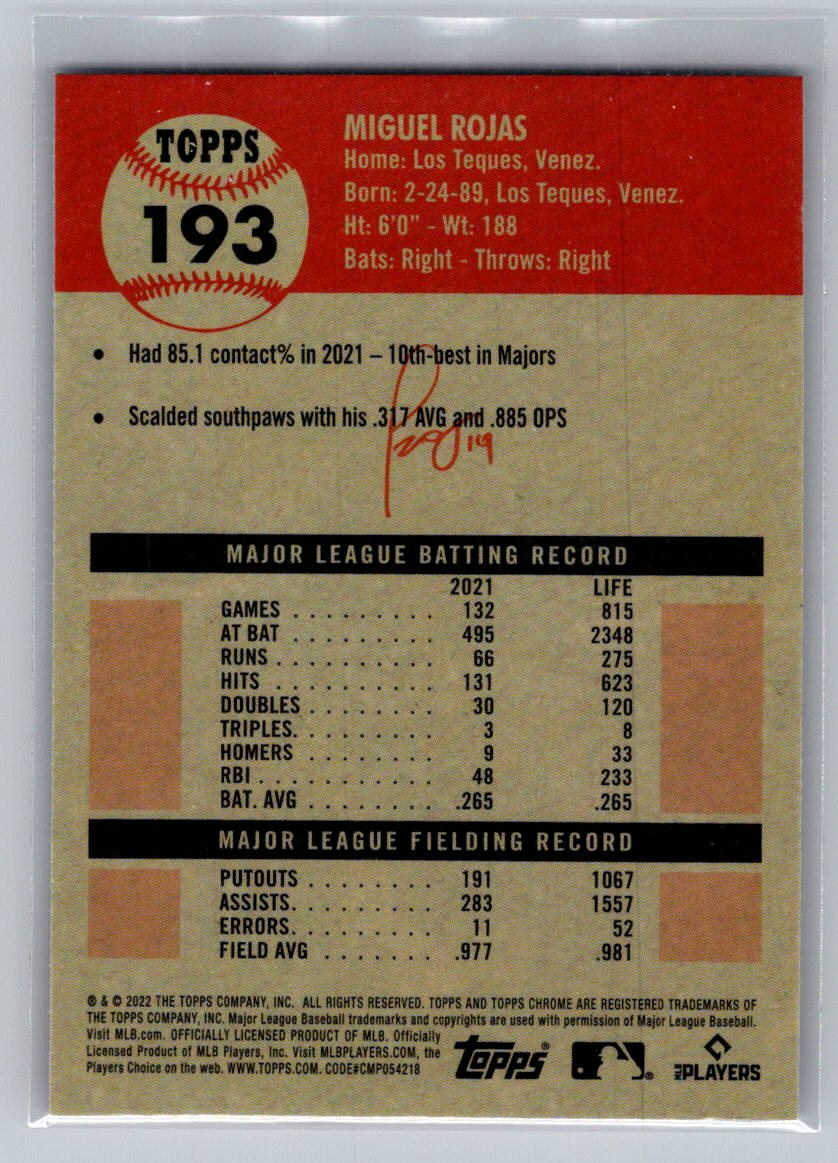 TOPPS
193
MIGUEL ROJAS
Home: Los Teques, Venez.
Born: 2-24-89, Los Teques, Venez.
Ht: 6'0" - Wt: 188
Bats: Right - Throws: Right
• Had 85.1 contact% in 2021 – 10th-best in Majors
• Scalded southpaws with his .317 AVG and .885 OPS
19
MAJOR LEAGUE BATTING RECORD
2021 LIFE
GAMES . . . . . . . . . 132 815
AT BAT . . . . . . . . . 495 2348
RUNS . . . . . . . . . . 66 275
HITS . . . . . . . . . . 131 623
DOUBLES . . . . . . . . 30 120
TRIPLES. . . . . . . . . 3 8
HOMERS . . . . . . . . 9 33
RBI . . . . . . . . . . . 48 233
BAT. AVG . . . . . . . . .265 .265
MAJOR LEAGUE FIELDING RECORD
PUTOUTS . . . . . . . . 191 1067
ASSISTS. . . . . . . . . 283 1557
ERRORS. . . . . . . . . 11 52
FIELD AVG . . . . . . . .977 .981
® & © 2022 THE TOPPS COMPANY, INC. ALL RIGHTS RESERVED. TOPPS AND TOPPS CHROME ARE REGISTERED TRADEMARKS OF
THE TOPPS COMPANY, INC. Major League Baseball trademarks and copyrights are used with permission of Major League Baseball.
Visit MLB.com. OFFICIALLY LICENSED PRODUCT OF MLB. Officially
Licensed Product of MLB Players, Inc. Visit MLBPLAYERS.COM, the
Players Choice on the web. WWW.TOPPS.COM. CODE#CMP054218
Topps®
MLB PLAYERS